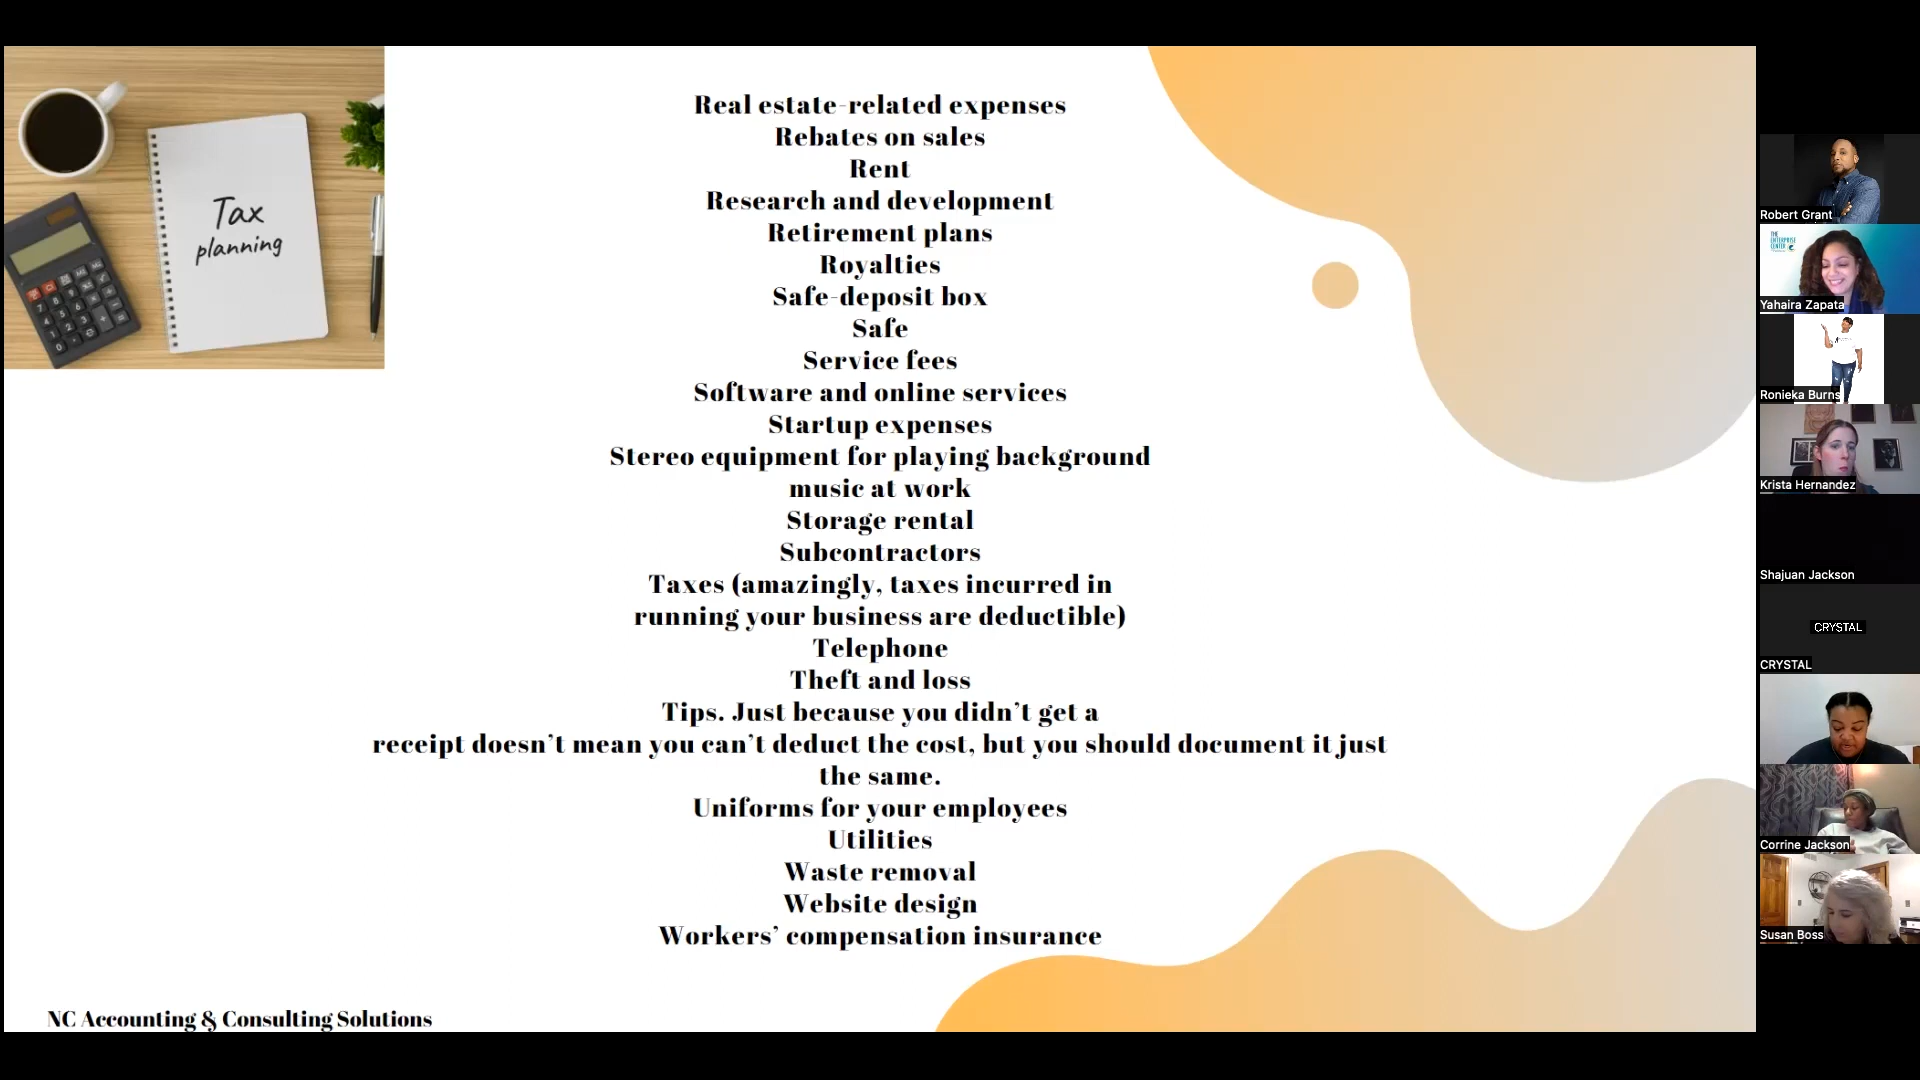 Tax
planning
Real estate-related expenses
Rebates on sales
Rent
Research and development
Retirement plans
Royalties
Safe-deposit box
Safe
Service fees
Software and online services
Startup expenses
Stereo equipment for playing background
music at work
Storage rental
Subcontractors
Taxes (amazingly, taxes incurred in
running your business are deductible)
Telephone
Theft and loss
Tips. Just because you didn’t get a
receipt doesn’t mean you can’t deduct the cost, but you should document it just
the same.
Uniforms for your employees
Utilities
Waste removal
Website design
Workers’ compensation insurance
NC Accounting & Consulting Solutions
Robert Grant
THE
ENTERPRISE
CENTER
Yahaira Zapata
Ronieka Burns
Krista Hernandez
Shajuan Jackson
CRYSTAL
CRYSTAL
Corrine Jackson
Susan Boss